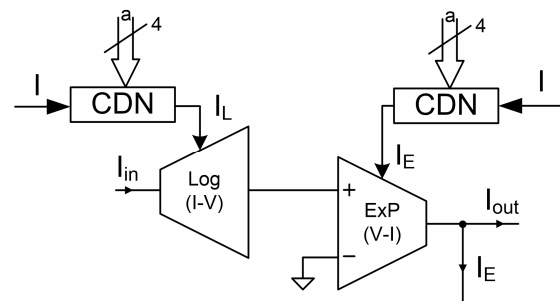 a
4
a
4
I
CDN
I_L
CDN
I
I_in
Log
(I-V)
I_E
+
ExP
(V-I)
−
I_out
I_E